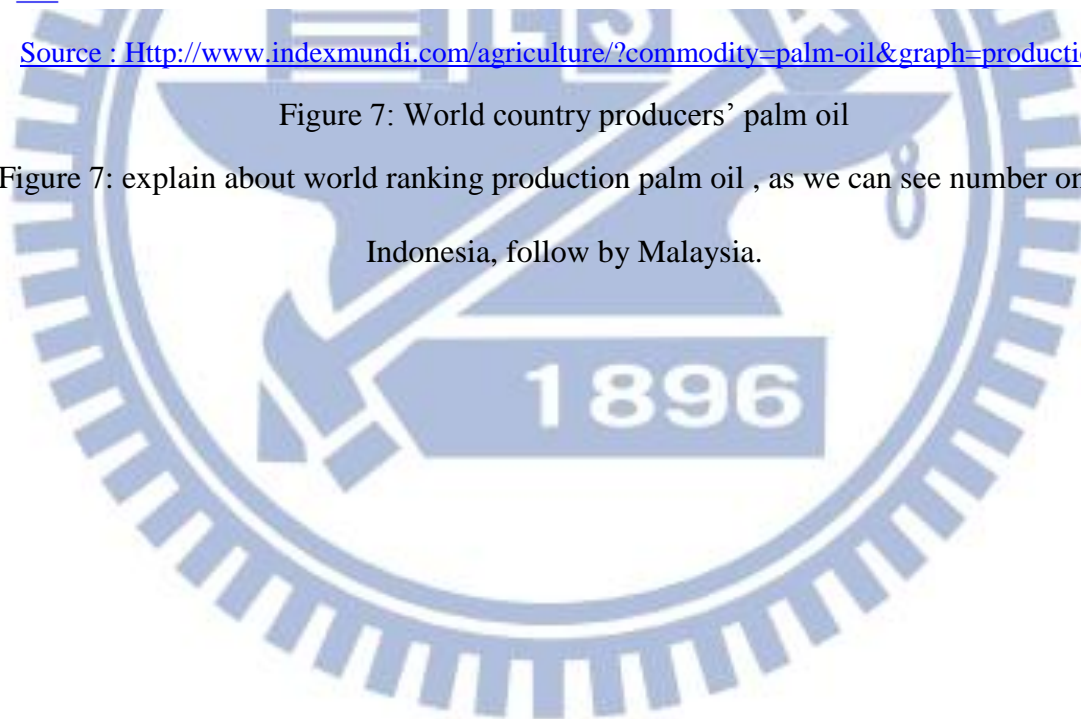 Source : Http://www.indexmundi.com/agriculture/?commodity=palm-oil&graph=producti
Figure 7: World country producers’ palm oil
Figure 7: explain about world ranking production palm oil , as we can see number on
Indonesia, follow by Malaysia.
1896